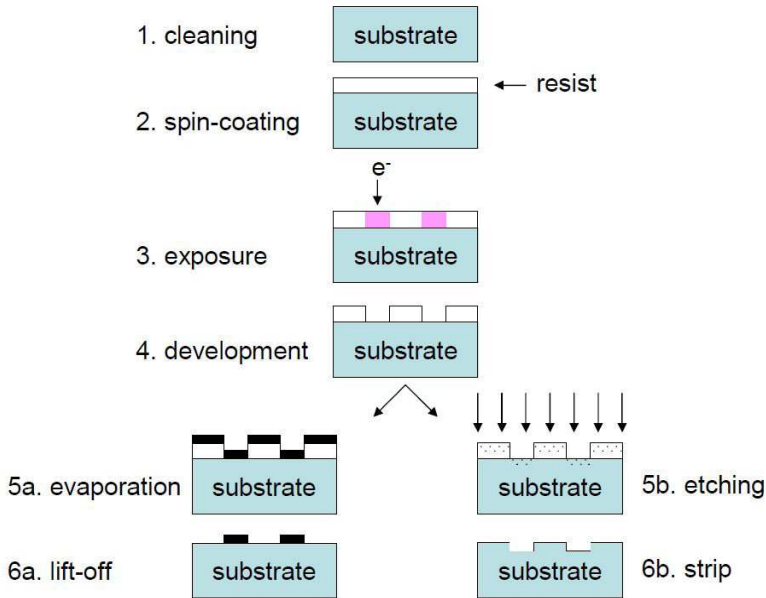 1. cleaning
substrate
resist
2. spin-coating
substrate
e-
3. exposure
substrate
4. development
substrate
5a. evaporation
substrate
substrate
5b. etching
6a. lift-off
substrate
substrate
6b. strip